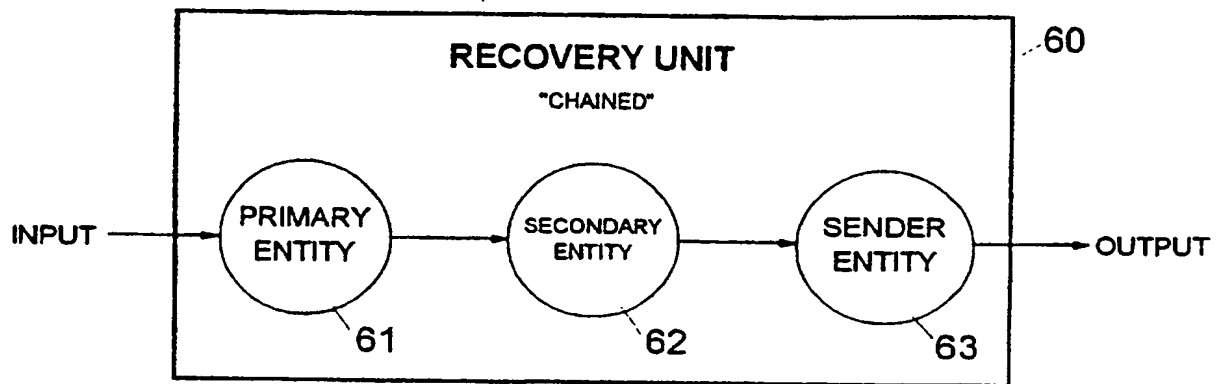 RECOVERY UNIT
"CHAINED"
60
INPUT
PRIMARY
ENTITY
SECONDARY
ENTITY
SENDER
ENTITY
OUTPUT
61
62
63